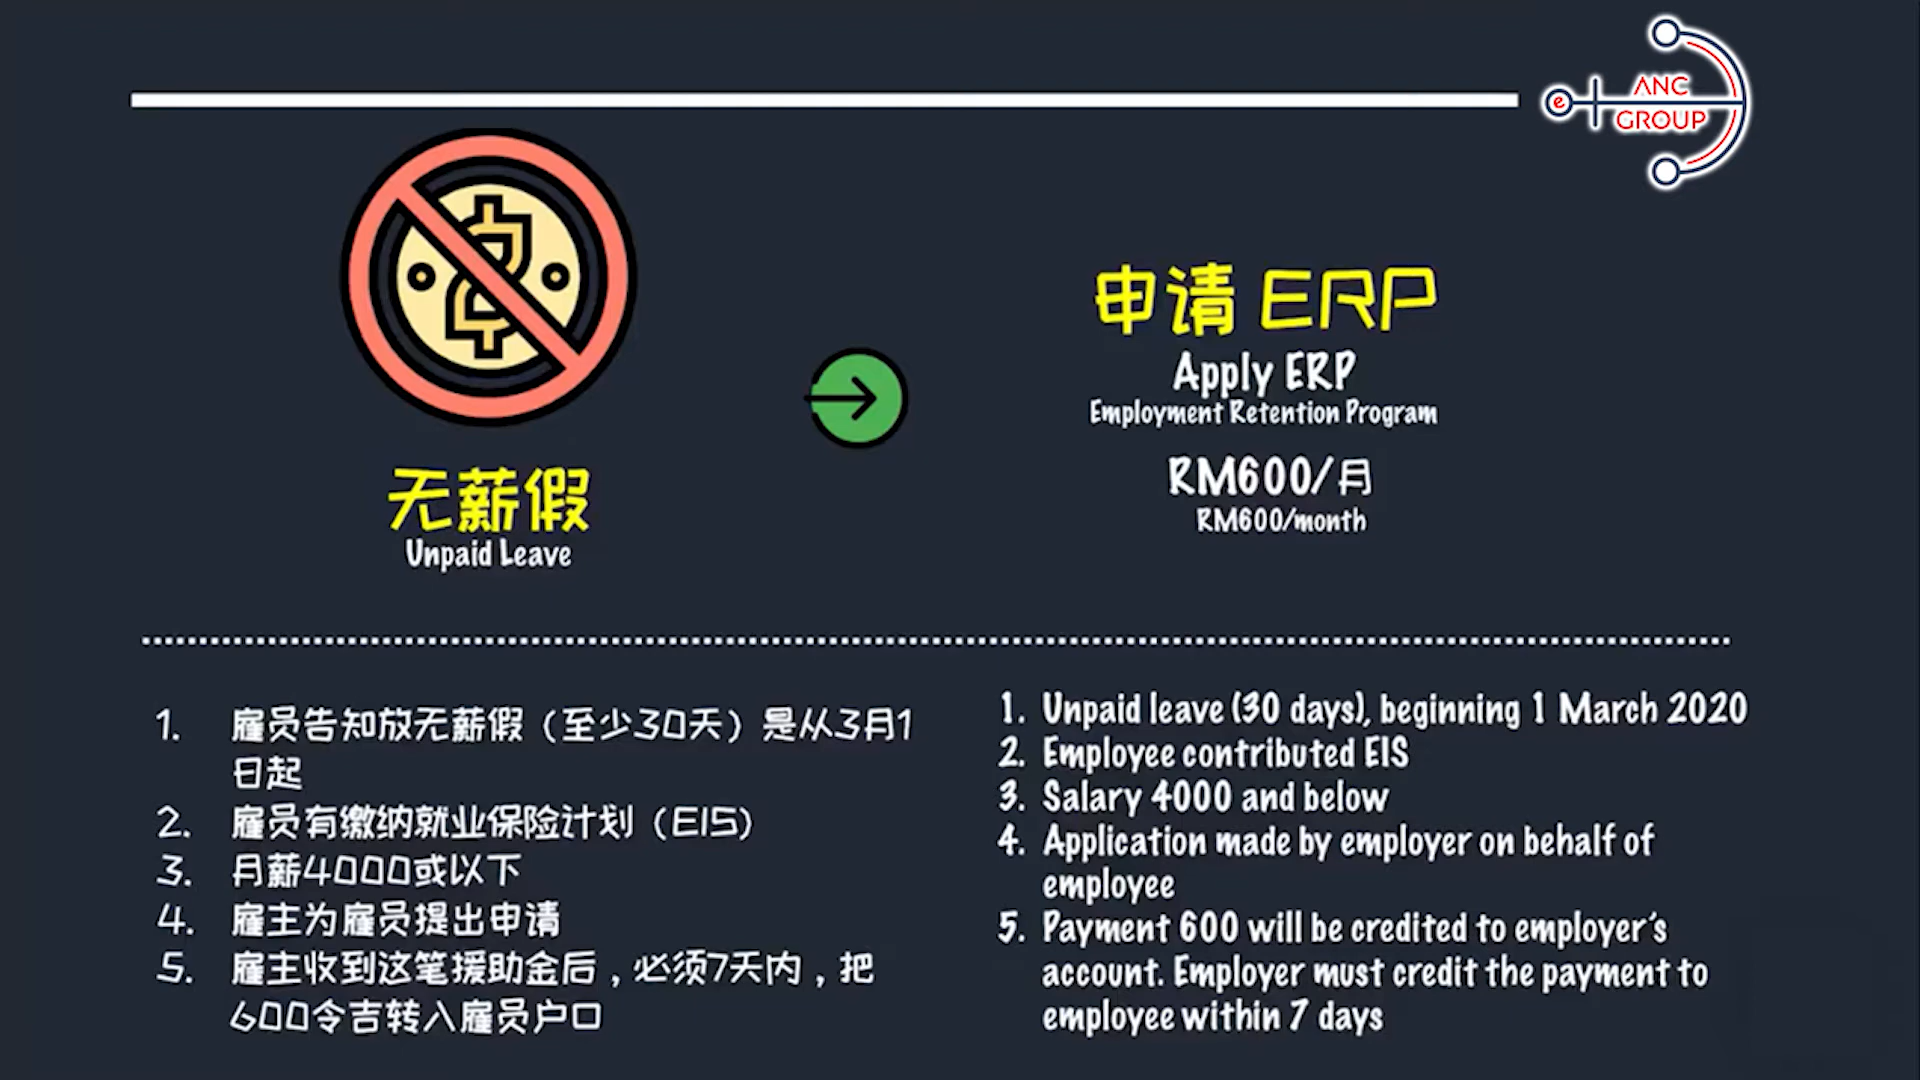 e ANC
GROUP
无薪假
Unpaid Leave
申请 ERP
Apply ERP
Employment Retention Program
RM600/月
RM600/month
1. 雇员告知放无薪假（至少30天）是从3月1
日起
2. 雇员有缴纳就业保险计划（EIS）
3. 月薪4000或以下
4. 雇主为雇员提出申请
5. 雇主收到这笔援助金后，必须7天内，把
600令吉转入雇员户口
1. Unpaid leave (30 days), beginning 1 March 2020
2. Employee contributed EIS
3. Salary 4000 and below
4. Application made by employer on behalf of
employee
5. Payment 600 will be credited to employer's
account. Employer must credit the payment to
employee within 7 days